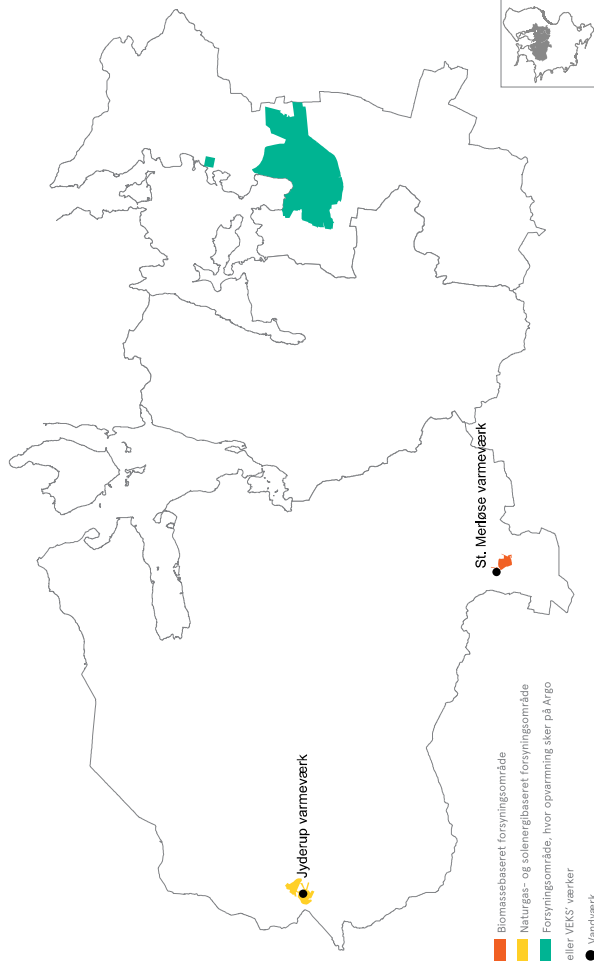 St. Merløse varmeværk
Jyderup varmeværk
Biomassebaseret forsyningsområde
Naturgas- og solenergibaseret forsyningsområde
Forsyningsområde, hvor opvarmning sker på Argo
eller VEKS' værker
Vandværk